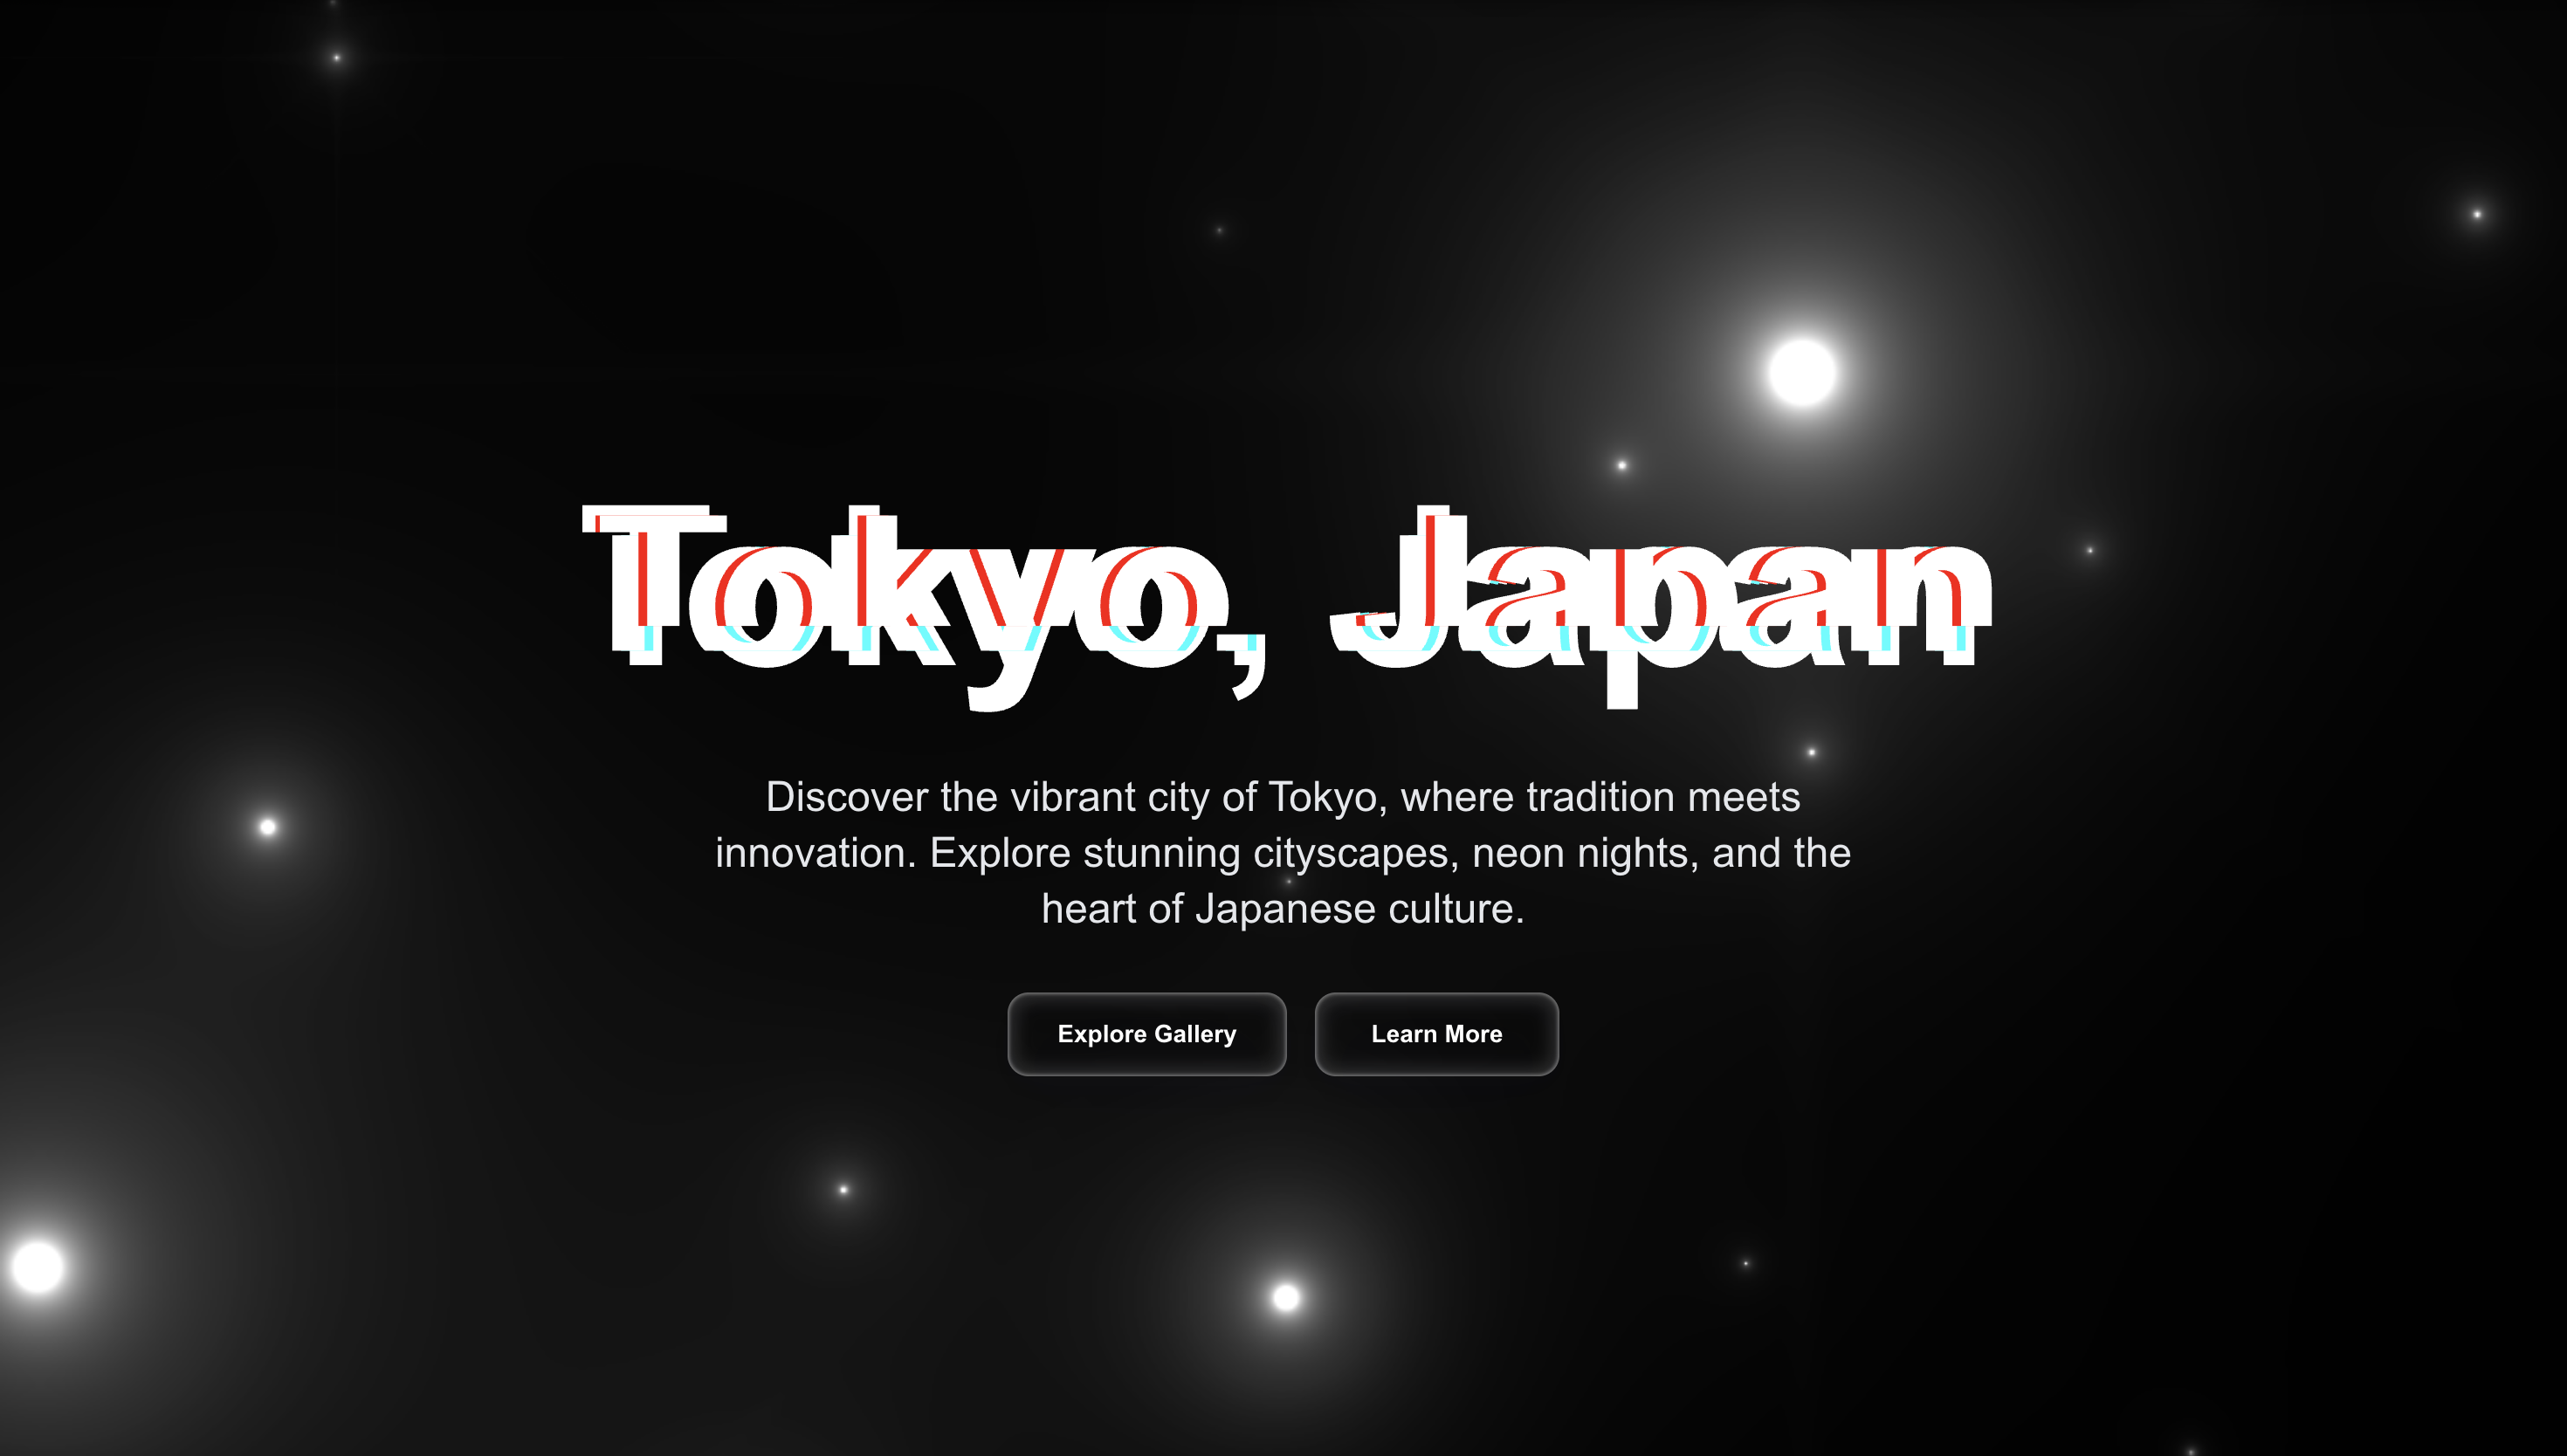 Tokyo, Japan
Discover the vibrant city of Tokyo, where tradition meets
innovation. Explore stunning cityscapes, neon nights, and the
heart of Japanese culture.
Explore Gallery
Learn More